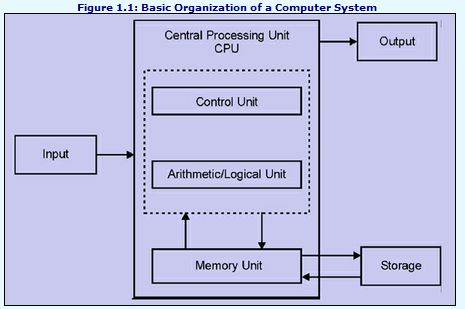 Figure 1.1: Basic Organization of a Computer System
Central Processing Unit
CPU
Output
Control Unit
Input
Arithmetic/Logical Unit
Memory Unit
Storage